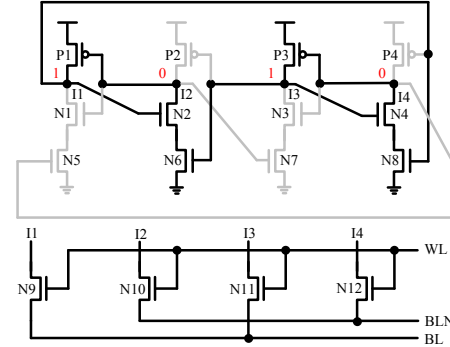 P1 P2 P3 P4
1 0 1 0
I1 I2 I3 I4
N1 N2 N3 N4
N5 N6 N7 N8
I1 I2 I3 I4
WL
N9 N10 N11 N12
BLN
BL